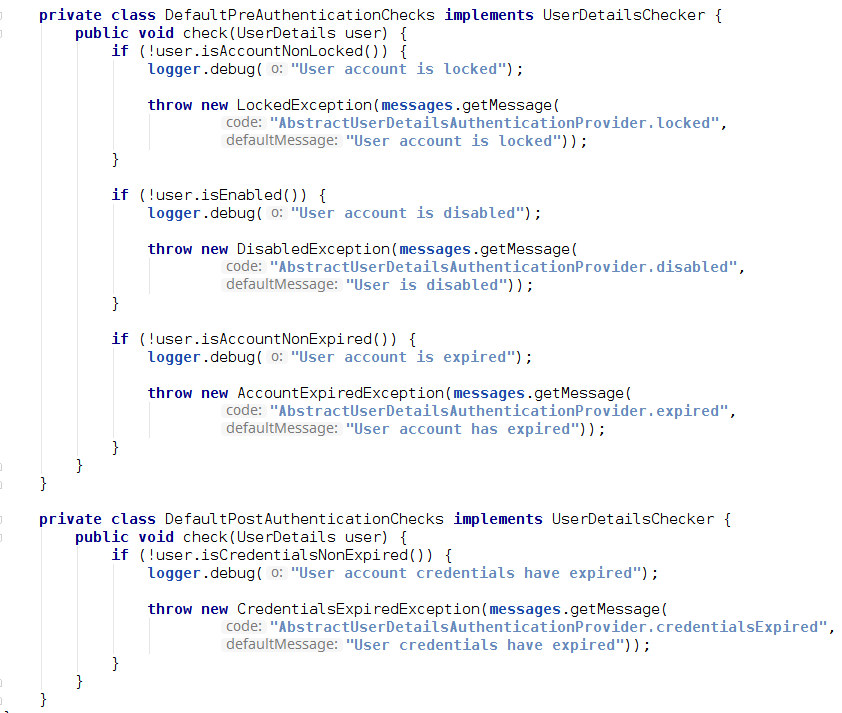 private class DefaultPreAuthenticationChecks implements UserDetailsChecker {
public void check(UserDetails user) {
if (!user.isAccountNonLocked()) {
logger.debug( o: "User account is locked");
throw new LockedException(messages.getMessage(
code: "AbstractUserDetailsAuthenticationProvider.locked",
defaultMessage: "User account is locked"));
}
if (!user.isEnabled()) {
logger.debug( o: "User account is disabled");
throw new DisabledException(messages.getMessage(
code: "AbstractUserDetailsAuthenticationProvider.disabled",
defaultMessage: "User is disabled"));
}
if (!user.isAccountNonExpired()) {
logger.debug( o: "User account is expired");
throw new AccountExpiredException(messages.getMessage(
code: "AbstractUserDetailsAuthenticationProvider.expired",
defaultMessage: "User account has expired"));
}
}
}
private class DefaultPostAuthenticationChecks implements UserDetailsChecker {
public void check(UserDetails user) {
if (!user.isCredentialsNonExpired()) {
logger.debug( o: "User account credentials have expired");
throw new CredentialsExpiredException(messages.getMessage(
code: "AbstractUserDetailsAuthenticationProvider.credentialsExpired",
defaultMessage: "User credentials have expired"));
}
}
}